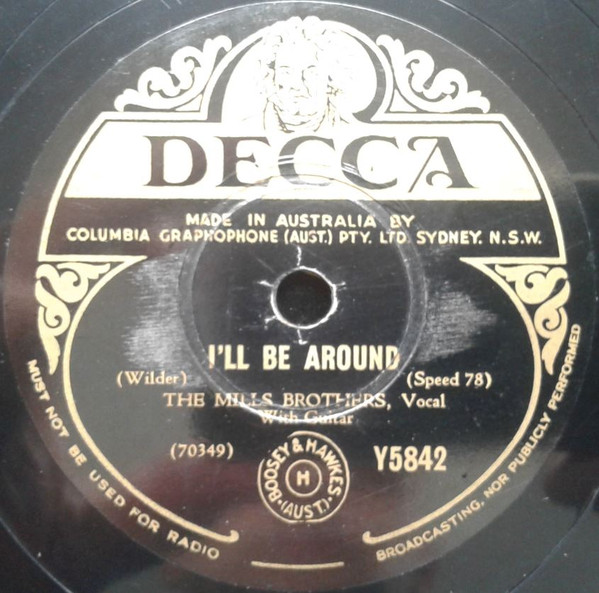 DECCA
MADE IN AUSTRALIA BY
COLUMBIA GRAPHOPHONE (AUST.) PTY. LTD. SYDNEY. N.S.W.
I'LL BE AROUND
(Wilder)
(Speed 78)
THE MILLS BROTHERS, Vocal
With Guitar
(70349)
BOOSEY & HAWKES
(AUST.)
H
Y5842
MUST NOT BE USED FOR RADIO
BROADCASTING, NOR PUBLICLY PERFORMED